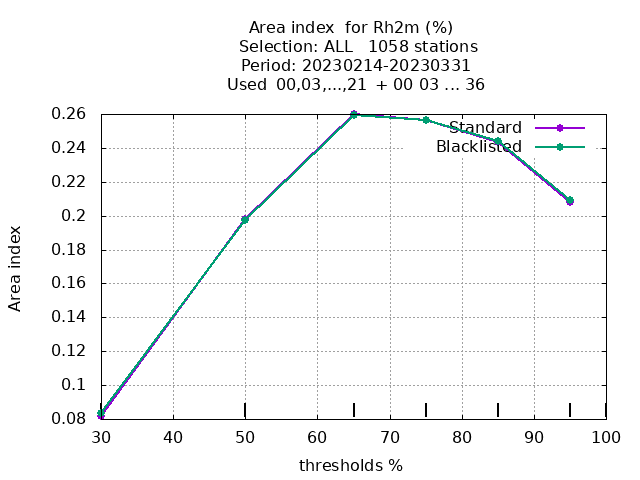 Area index  for Rh2m (%)
Selection: ALL   1058 stations
Period: 20230214-20230331
Used  00,03,...,21  + 00 03 ... 36
0.26
Standard
0.24
Blacklisted
0.22
0.2
0.18
Area index
0.16
0.14
0.12
0.1
0.08
30 40 50 60 70 80 90 100
thresholds %